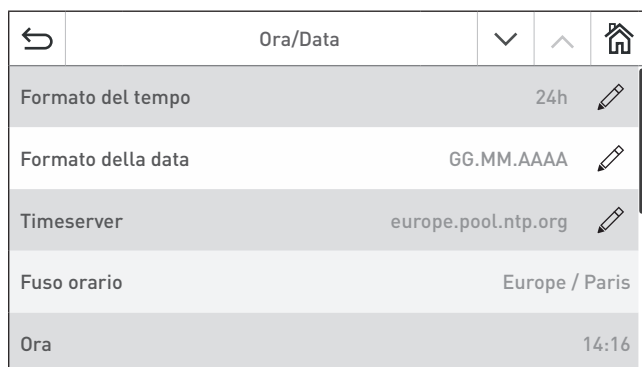 Ora/Data
Formato del tempo 24h
Formato della data GG.MM.AAAA
Timeserver europe.pool.ntp.org
Fuso orario Europe / Paris
Ora 14:16